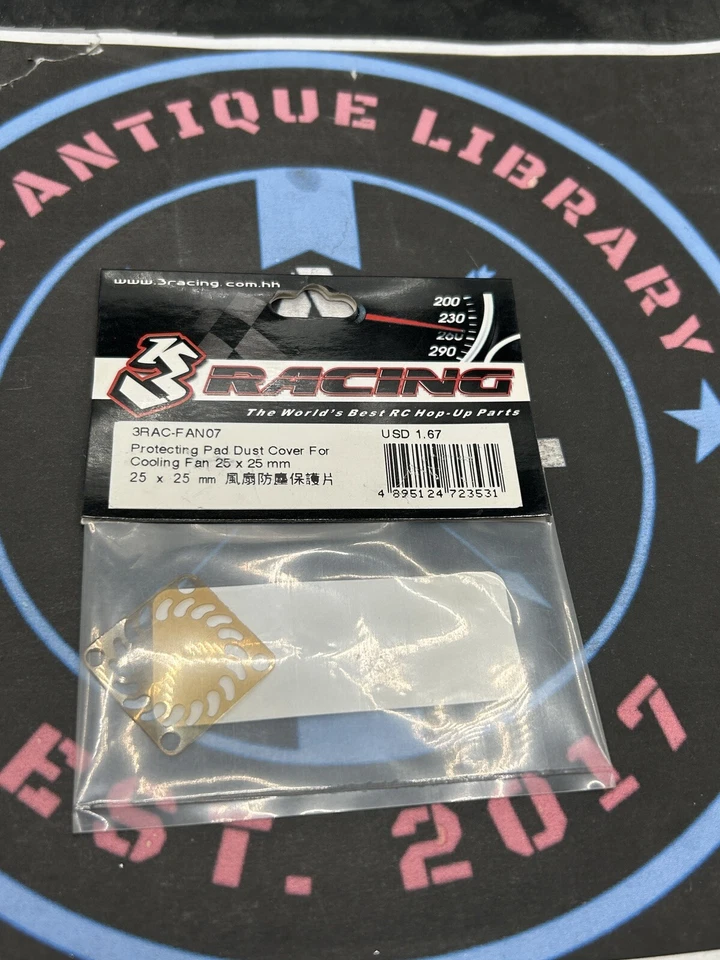 ANTIQUE LIBRARY
www.3racing.com.hk
200
230
260
290
3RACING
The World's Best RC Hop-Up Parts
3RAC-FAN07
USD 1.67
Protecting Pad Dust Cover For
Cooling Fan 25 x 25 mm
25 x 25 mm 風扇防塵保護片
4 895124 723531
EST. 2017